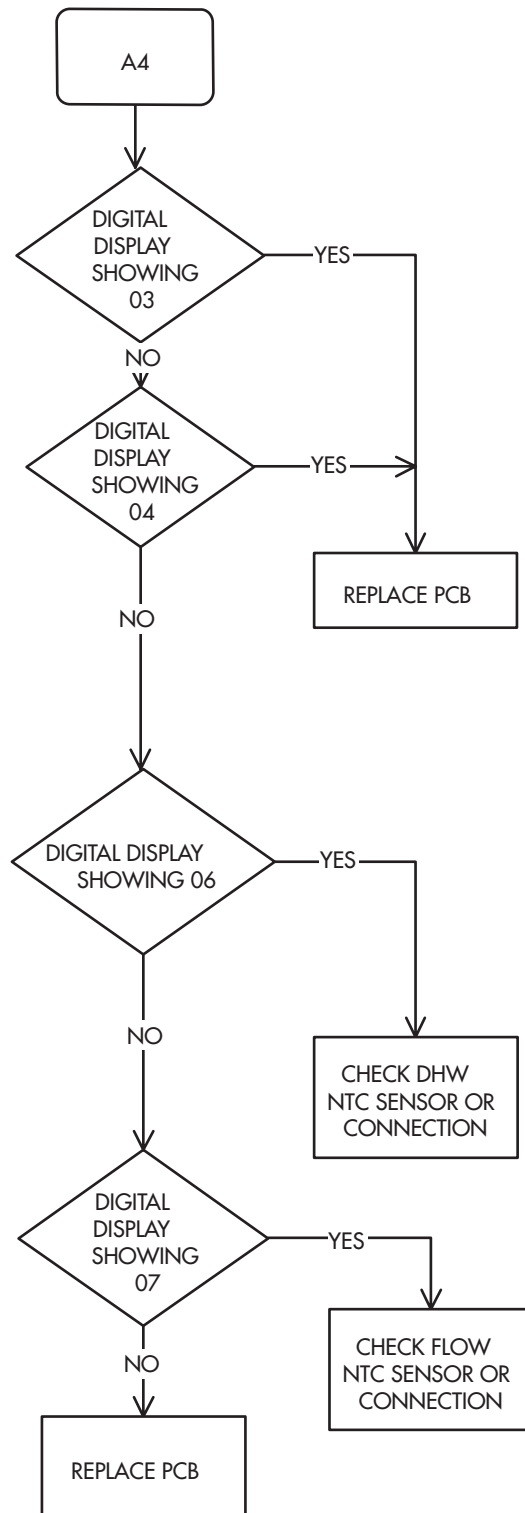 A4
DIGITAL
DISPLAY
SHOWING
03
YES
NO
DIGITAL
DISPLAY
SHOWING
04
YES
REPLACE PCB
NO
DIGITAL DISPLAY
SHOWING 06
YES
NO
CHECK DHW
NTC SENSOR OR
CONNECTION
DIGITAL
DISPLAY
SHOWING
07
YES
NO
CHECK FLOW
NTC SENSOR OR
CONNECTION
REPLACE PCB